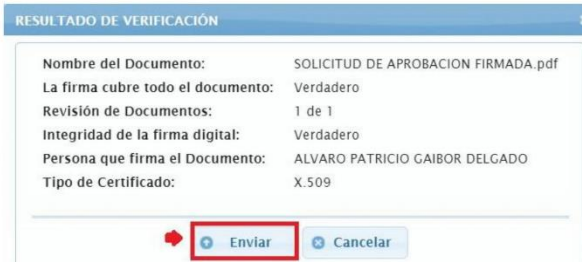 RESULTADO DE VERIFICACIÓN
Nombre del Documento: SOLICITUD DE APROBACION FIRMADA.pdf
La firma cubre todo el documento: Verdadero
Revisión de Documentos: 1 de 1
Integridad de la firma digital: Verdadero
Persona que firma el Documento: ALVARO PATRICIO GAIBOR DELGADO
Tipo de Certificado: X.509
Enviar Cancelar